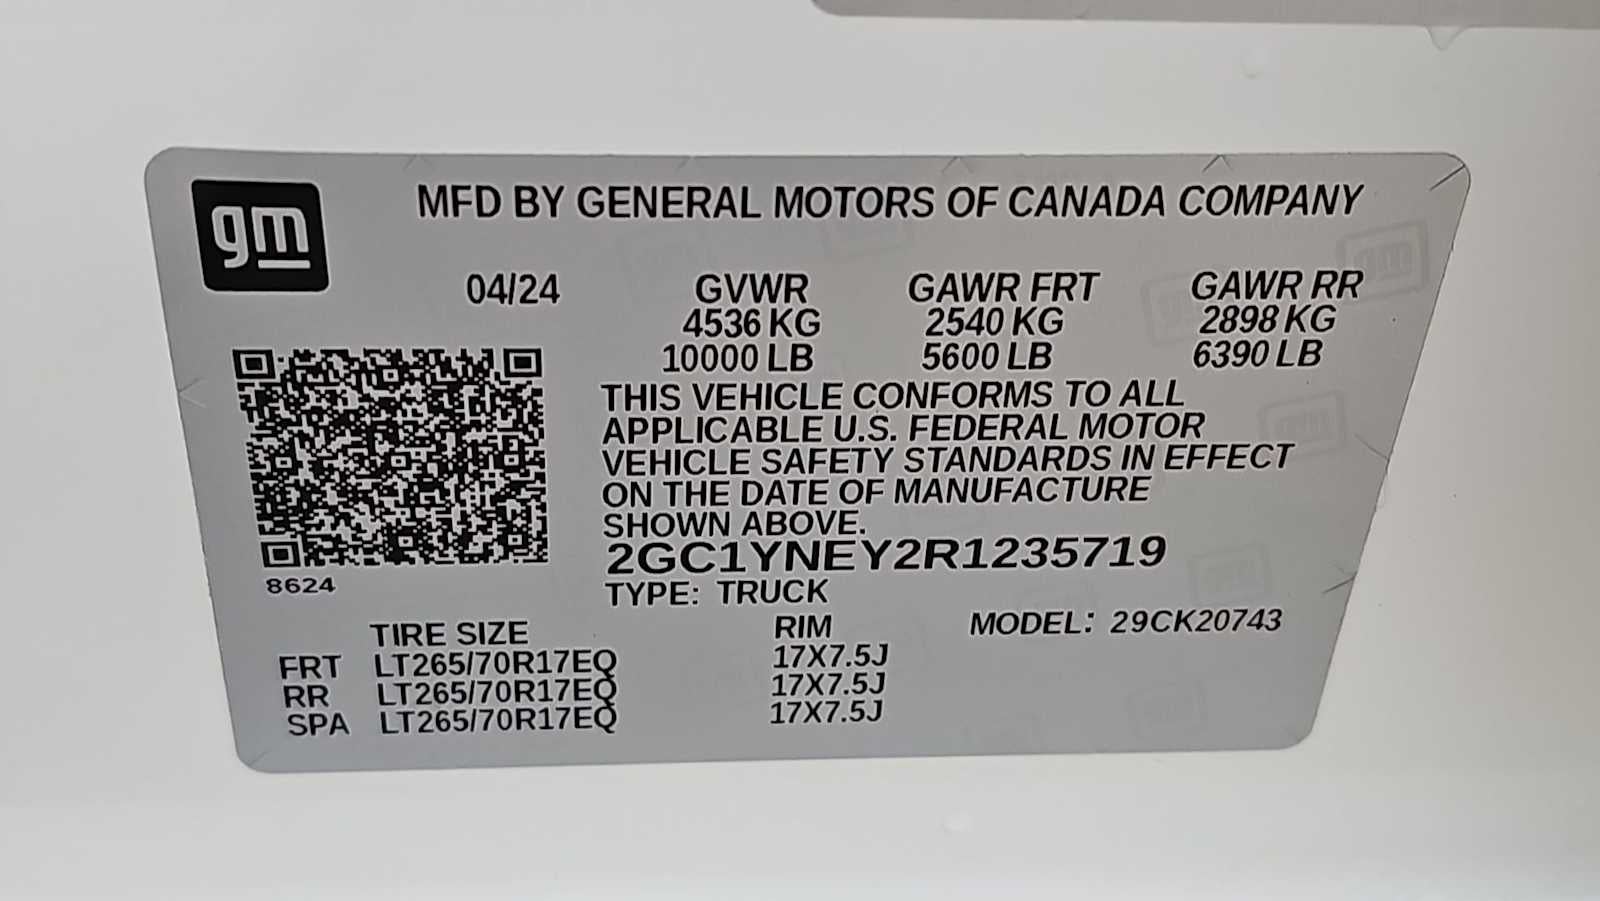 gm
MFD BY GENERAL MOTORS OF CANADA COMPANY
04/24 GVWR GAWR FRT GAWR RR
4536 KG 2540 KG 2898 KG
10000 LB 5600 LB 6390 LB
THIS VEHICLE CONFORMS TO ALL
APPLICABLE U.S. FEDERAL MOTOR
VEHICLE SAFETY STANDARDS IN EFFECT
ON THE DATE OF MANUFACTURE
SHOWN ABOVE.
2GC1YNEY2R1235719
8624
TYPE: TRUCK
TIRE SIZE RIM MODEL: 29CK20743
FRT LT265/70R17EQ 17X7.5J
RR LT265/70R17EQ 17X7.5J
SPA LT265/70R17EQ 17X7.5J